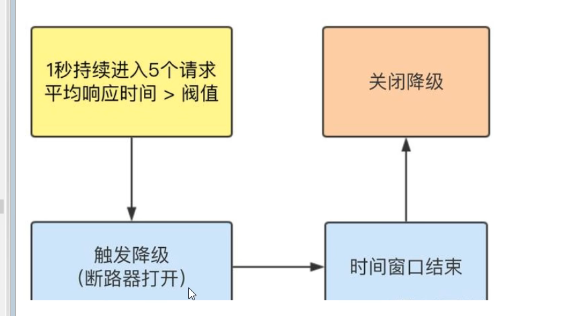 1秒持续进入5个请求
平均响应时间 > 阀值
关闭降级
触发降级
(断路器打开)
时间窗口结束